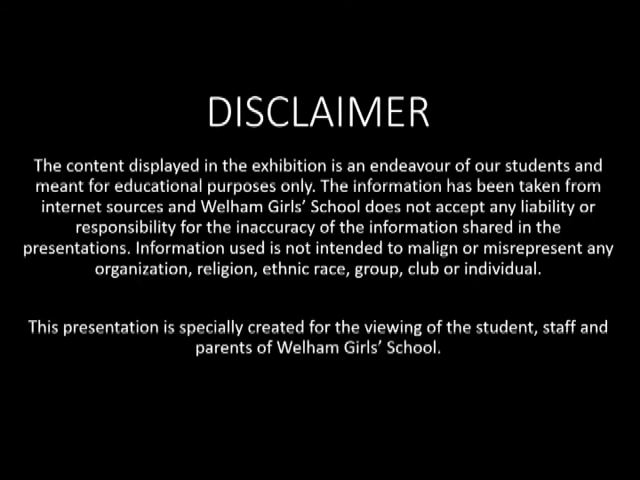 DISCLAIMER
The content displayed in the exhibition is an endeavour of our students and
meant for educational purposes only. The information has been taken from
internet sources and Welham Girls' School does not accept any liability or
responsibility for the inaccuracy of the information shared in the
presentations. Information used is not intended to malign or misrepresent any
organization, religion, ethnic race, group, club or individual.
This presentation is specially created for the viewing of the student, staff and
parents of Welham Girls' School.